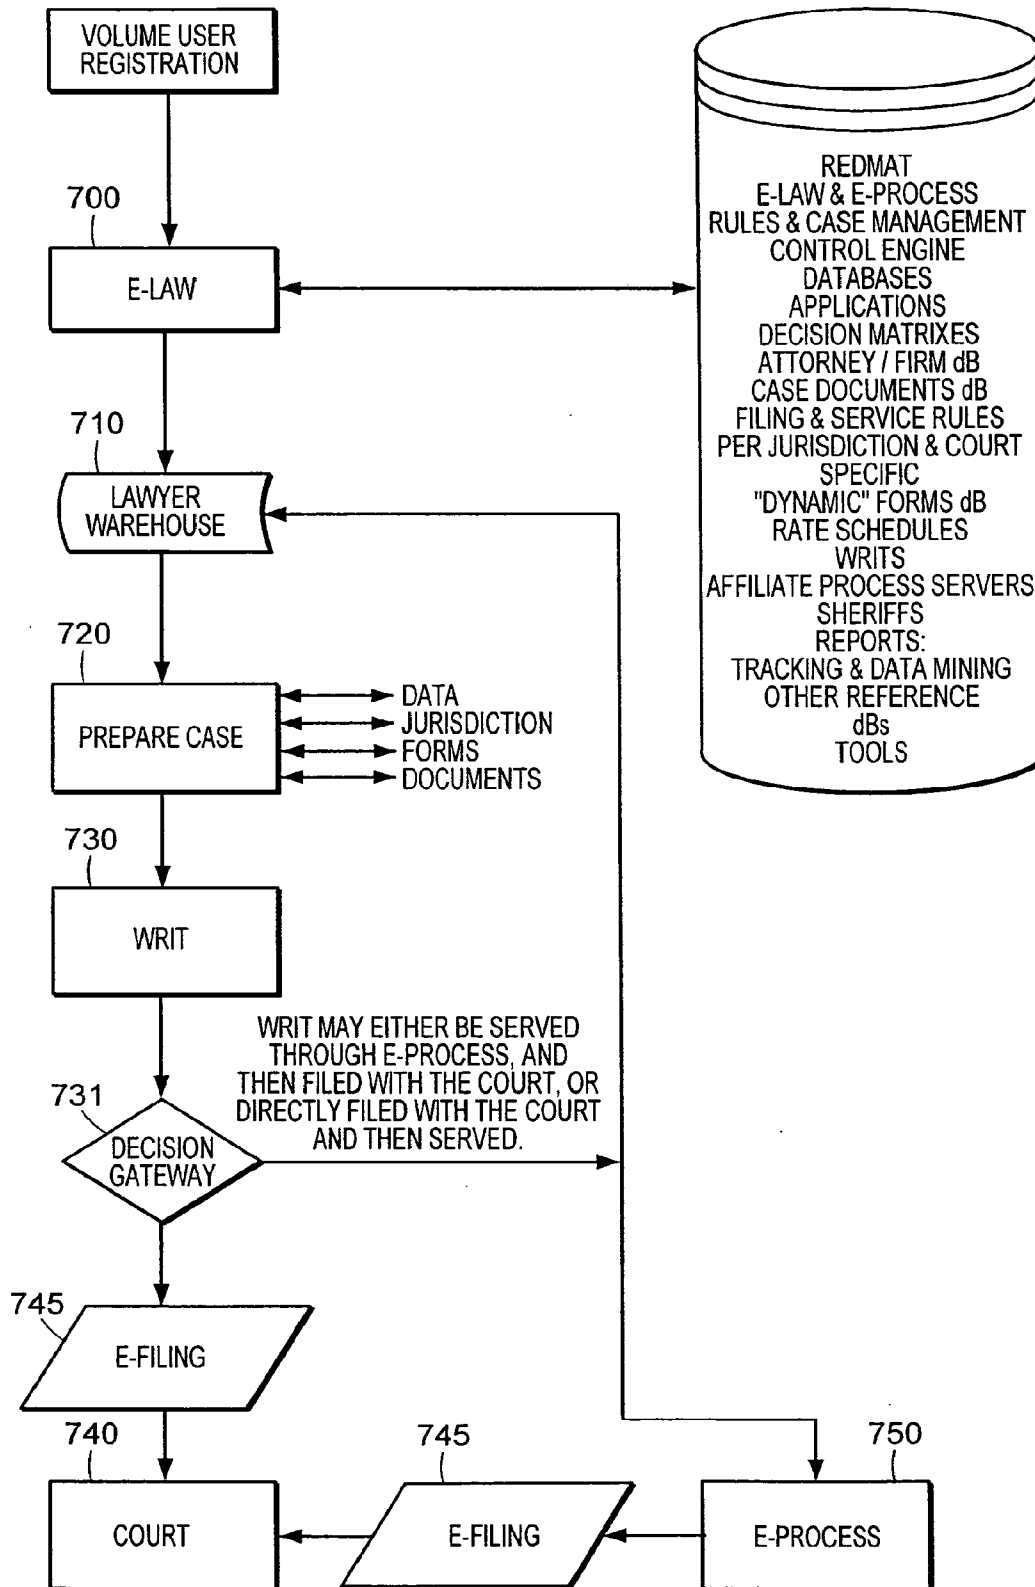 VOLUME USER
REGISTRATION
700
E-LAW
710
LAWYER
WAREHOUSE
720
PREPARE CASE
DATA
JURISDICTION
FORMS
DOCUMENTS
730
WRIT
WRIT MAY EITHER BE SERVED
THROUGH E-PROCESS, AND
THEN FILED WITH THE COURT, OR
DIRECTLY FILED WITH THE COURT
AND THEN SERVED.
731
DECISION
GATEWAY
745
E-FILING
740
COURT
745
E-FILING
750
E-PROCESS
REDMAT
E-LAW & E-PROCESS
RULES & CASE MANAGEMENT
CONTROL ENGINE
DATABASES
APPLICATIONS
DECISION MATRIXES
ATTORNEY / FIRM dB
CASE DOCUMENTS dB
FILING & SERVICE RULES
PER JURISDICTION & COURT
SPECIFIC
"DYNAMIC" FORMS dB
RATE SCHEDULES
WRITS
AFFILIATE PROCESS SERVERS
SHERIFFS
REPORTS:
TRACKING & DATA MINING
OTHER REFERENCE
dBs
TOOLS